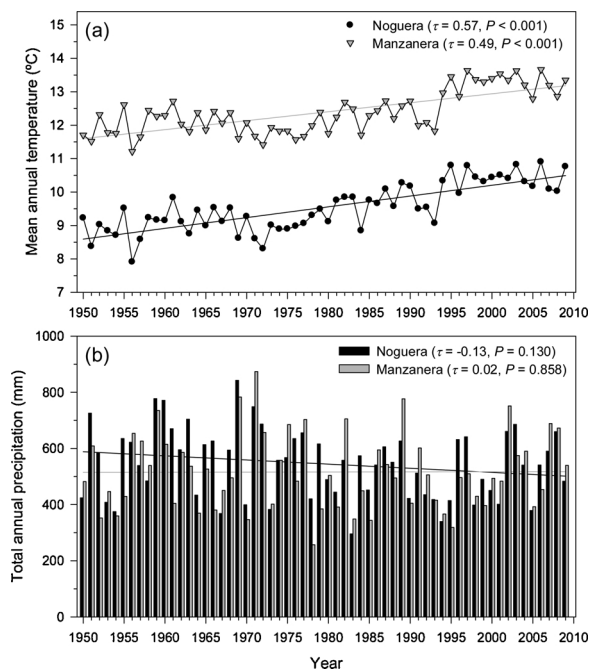 (a)
Noguera (τ = 0.57, P < 0.001)
Manzanera (τ = 0.49, P < 0.001)
Mean annual temperature (ºC)
15
14
13
12
11
10
9
8
7
1950 1955 1960 1965 1970 1975 1980 1985 1990 1995 2000 2005 2010
(b)
Noguera (τ = -0.13, P = 0.130)
Manzanera (τ = 0.02, P = 0.858)
Total annual precipitation (mm)
1000
800
600
400
200
0
1950 1955 1960 1965 1970 1975 1980 1985 1990 1995 2000 2005 2010
Year